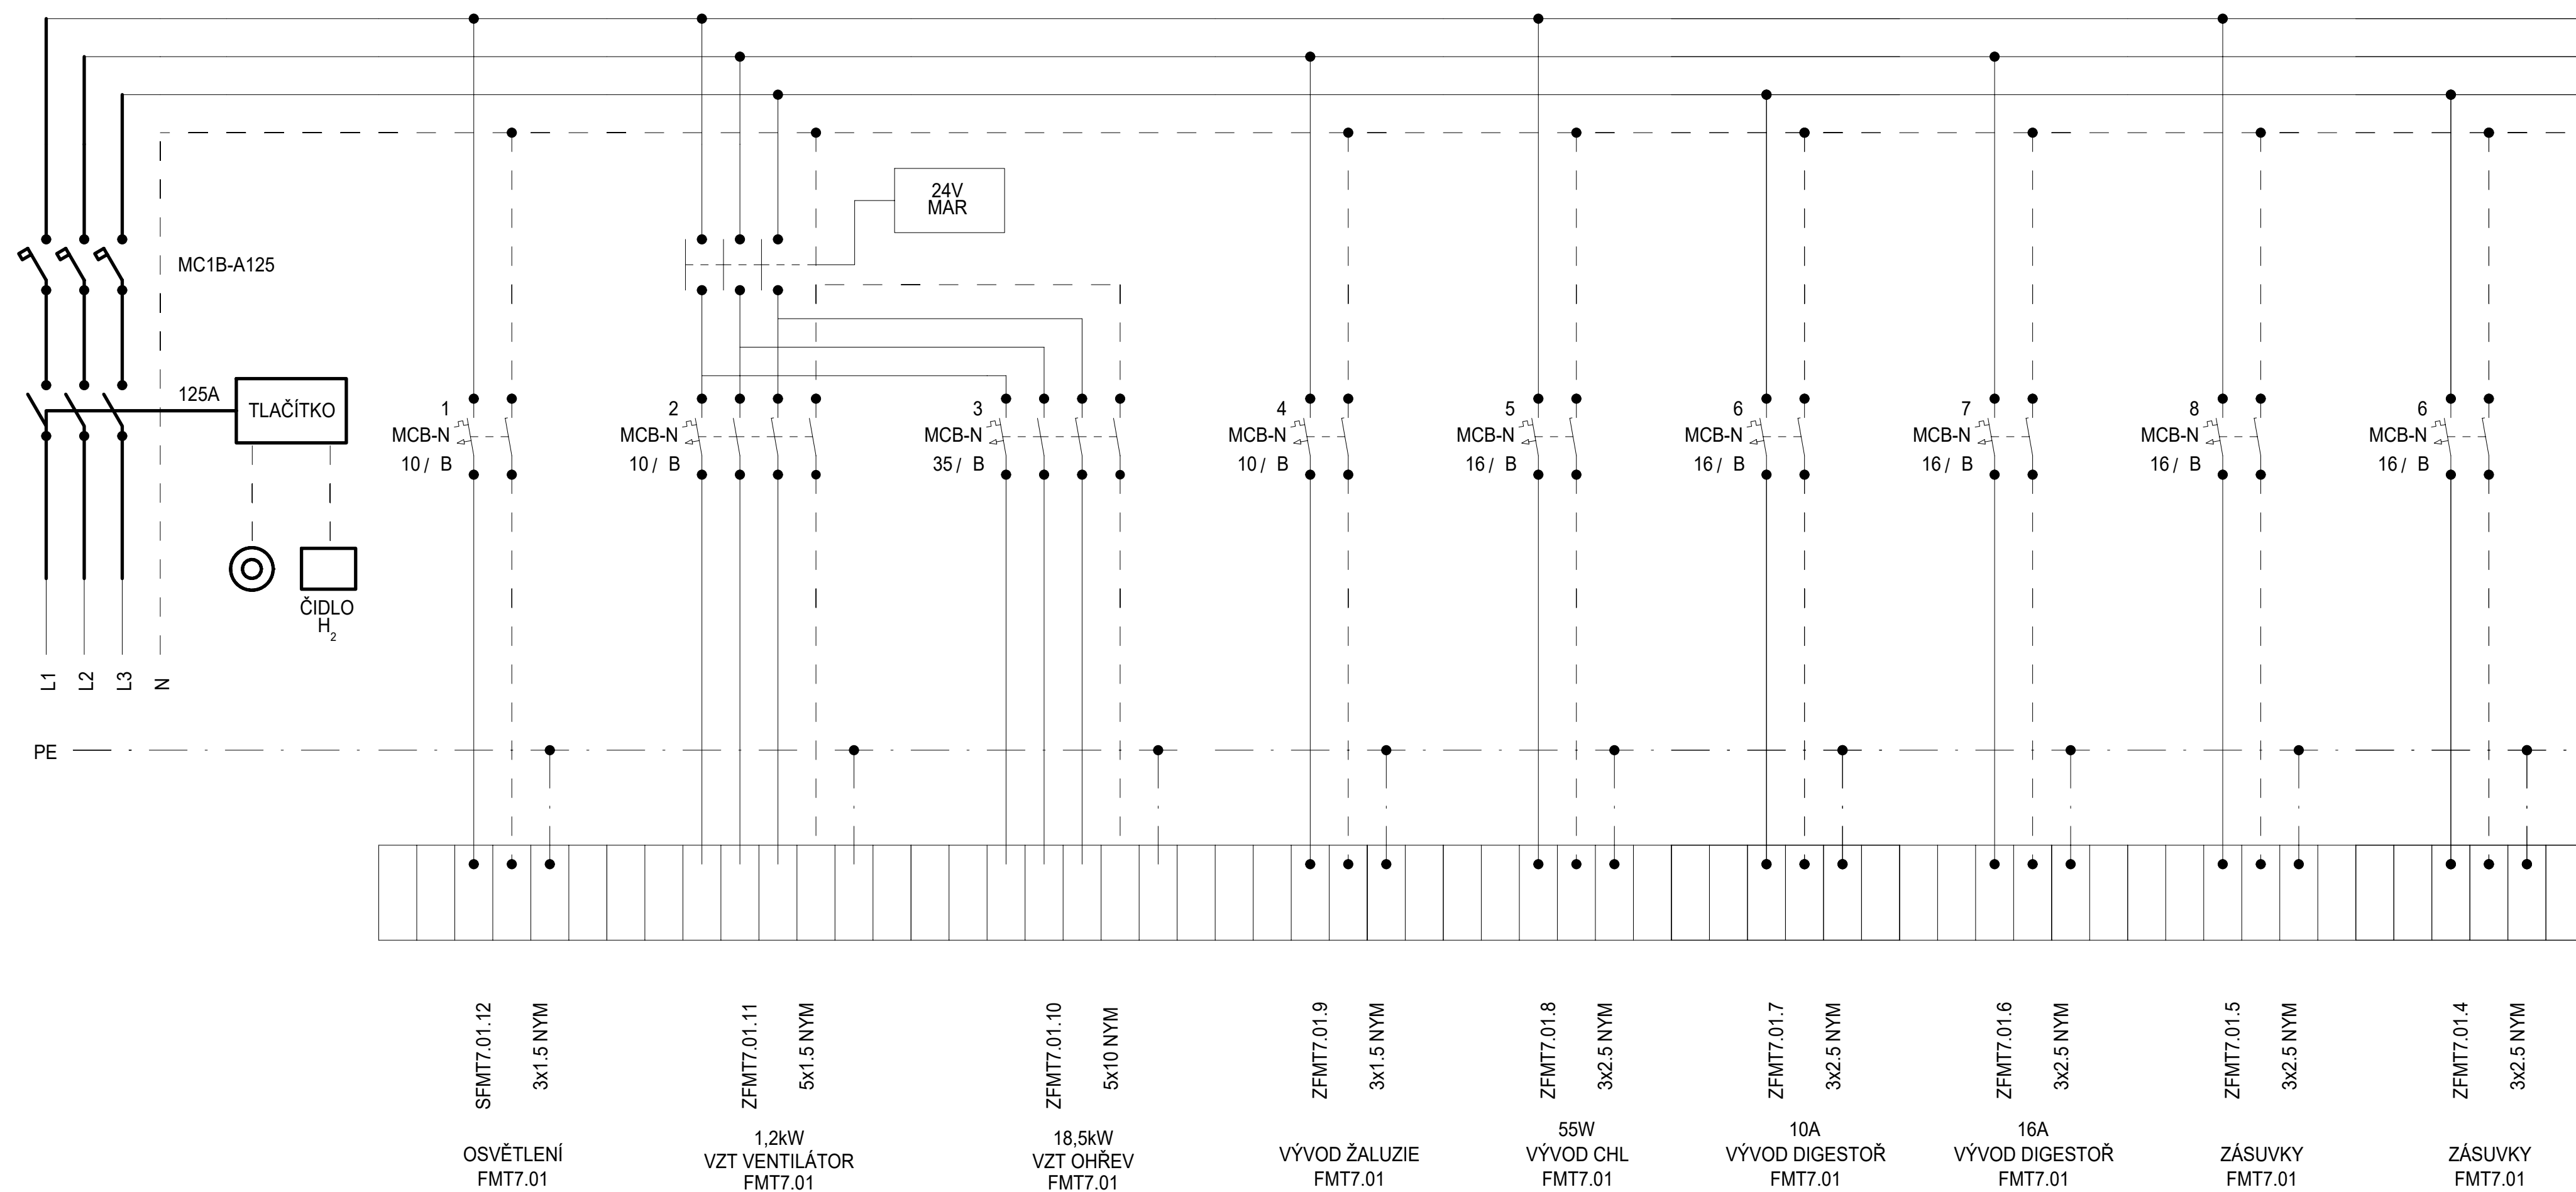 24V
MAR
MC1B-A125
125A
TLAČÍTKO
ČIDLO
H2
L1
L2
L3
N
PE
1
MCB-N
10 / B
2
MCB-N
10 / B
3
MCB-N
35 / B
4
MCB-N
10 / B
5
MCB-N
16 / B
6
MCB-N
16 / B
7
MCB-N
16 / B
8
MCB-N
16 / B
6
MCB-N
16 / B
SFMT7.01.12
3x1.5 NYM
OSVĚTLENÍ
FMT7.01
ZFMT7.01.11
5x1.5 NYM
1,2kW
VZT VENTILÁTOR
FMT7.01
ZFMT7.01.10
5x10 NYM
18,5kW
VZT OHŘEV
FMT7.01
ZFMT7.01.9
3x1.5 NYM
VÝVOD ŽALUZIE
FMT7.01
ZFMT7.01.8
3x2.5 NYM
55W
VÝVOD CHL
FMT7.01
ZFMT7.01.7
3x2.5 NYM
10A
VÝVOD DIGESTOŘ
FMT7.01
ZFMT7.01.6
3x2.5 NYM
16A
VÝVOD DIGESTOŘ
FMT7.01
ZFMT7.01.5
3x2.5 NYM
ZÁSUVKY
FMT7.01
ZFMT7.01.4
3x2.5 NYM
ZÁSUVKY
FMT7.01